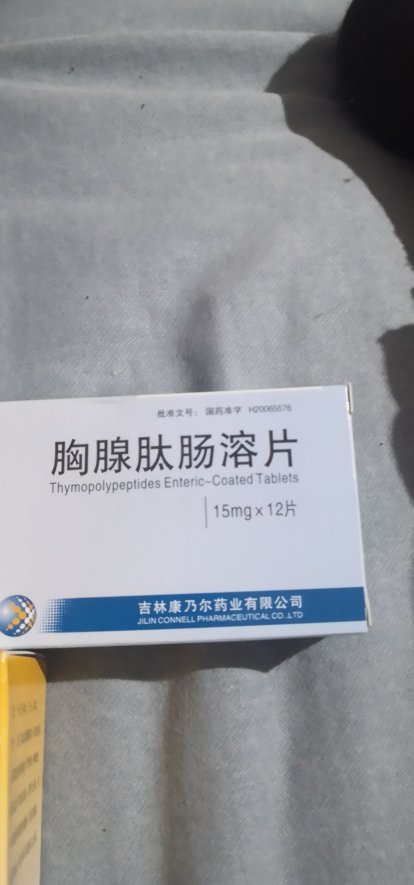 批准文号: 国药准字 H20065576
胸腺肽肠溶片
Thymopolypeptides Enteric-Coated Tablets
15mg×12片
吉林康乃尔药业有限公司
JILIN CONNELL PHARMACEUTICAL CO.,LTD